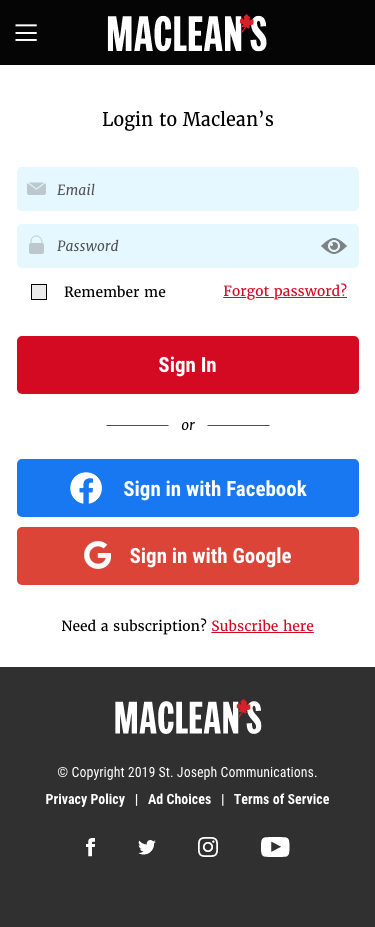 MACLEAN'S
Login to Maclean’s
Email
Password
Remember me Forgot password?
Sign In
or
Sign in with Facebook
Sign in with Google
Need a subscription? Subscribe here
MACLEAN'S
© Copyright 2019 St. Joseph Communications.
Privacy Policy | Ad Choices | Terms of Service